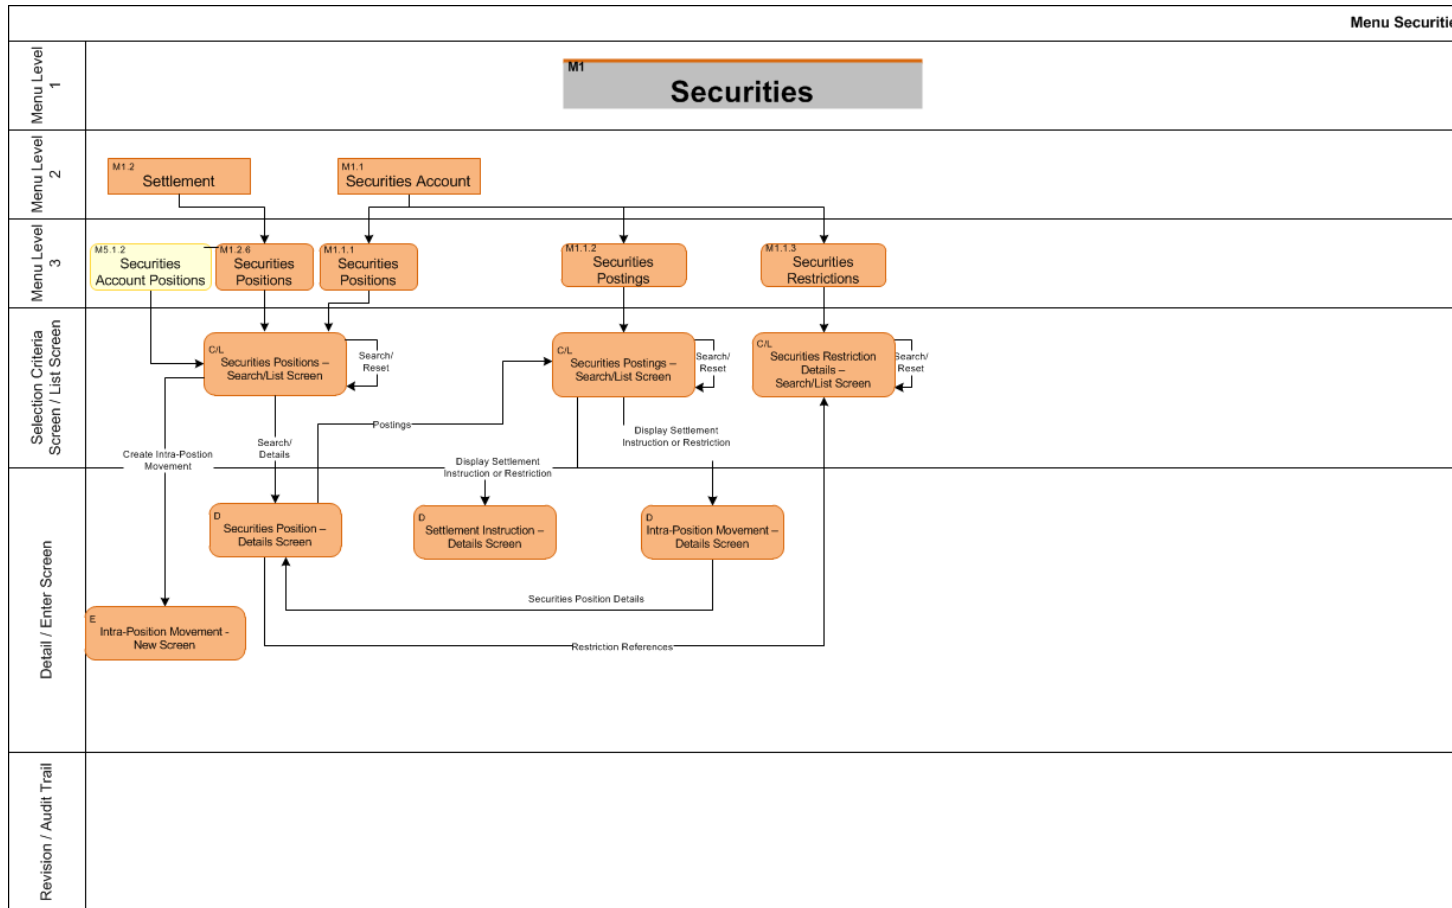 Menu Securitie
Menu Level
1
M1
Securities
Menu Level
2
M1.2
Settlement
M1.1
Securities Account
Menu Level
3
M5.1.2
Securities
Account Positions
M1.2.6
Securities
Positions
M1.1.1
Securities
Positions
M1.1.2
Securities
Postings
M1.1.3
Securities
Restrictions
Selection Criteria
Screen / List Screen
C/L
Securities Positions –
Search/List Screen
Search/
Reset
C/L
Securities Postings –
Search/List Screen
Search/
Reset
C/L
Securities Restriction
Details –
Search/List Screen
Search/
Reset
Postings
Create Intra-Postion
Movement
Search/
Details
Display Settlement
Instruction or Restriction
Display Settlement
Instruction or Restriction
Detail / Enter Screen
D
Securities Position –
Details Screen
D
Settlement Instruction –
Details Screen
D
Intra-Position Movement –
Details Screen
Securities Position Details
E
Intra-Position Movement -
New Screen
Restriction References
Revision / Audit Trail